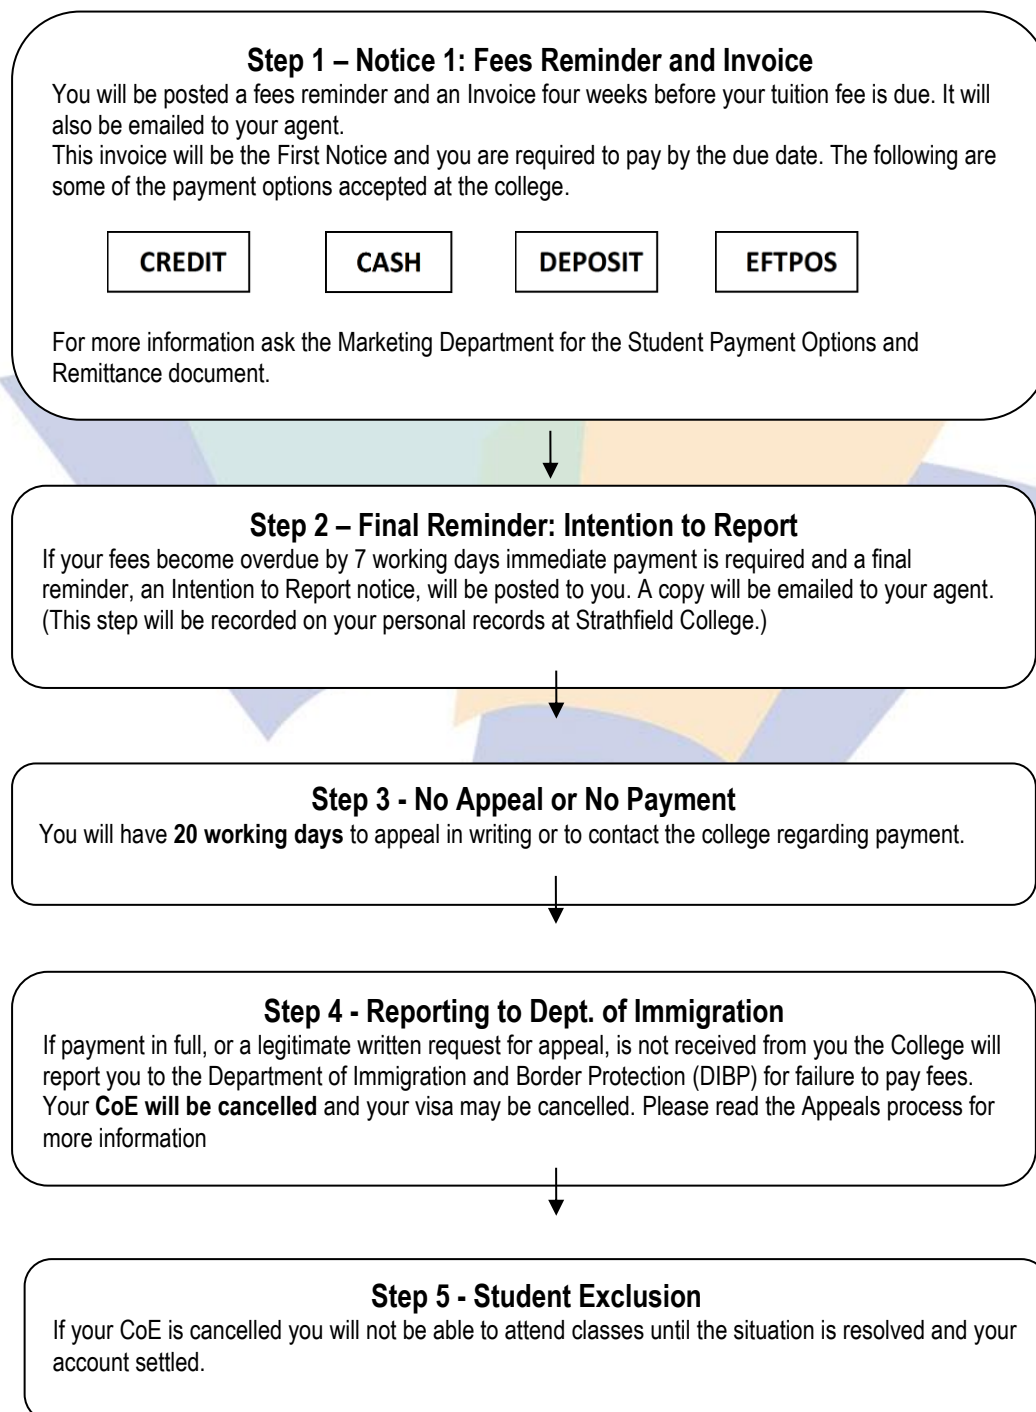 Step 1 – Notice 1: Fees Reminder and Invoice
You will be posted a fees reminder and an Invoice four weeks before your tuition fee is due. It will
also be emailed to your agent.
This invoice will be the First Notice and you are required to pay by the due date. The following are
some of the payment options accepted at the college.
CREDIT CASH DEPOSIT EFTPOS
For more information ask the Marketing Department for the Student Payment Options and
Remittance document.
Step 2 – Final Reminder: Intention to Report
If your fees become overdue by 7 working days immediate payment is required and a final
reminder, an Intention to Report notice, will be posted to you. A copy will be emailed to your agent.
(This step will be recorded on your personal records at Strathfield College.)
Step 3 - No Appeal or No Payment
You will have 20 working days to appeal in writing or to contact the college regarding payment.
Step 4 - Reporting to Dept. of Immigration
If payment in full, or a legitimate written request for appeal, is not received from you the College will
report you to the Department of Immigration and Border Protection (DIBP) for failure to pay fees.
Your CoE will be cancelled and your visa may be cancelled. Please read the Appeals process for
more information
Step 5 - Student Exclusion
If your CoE is cancelled you will not be able to attend classes until the situation is resolved and your
account settled.